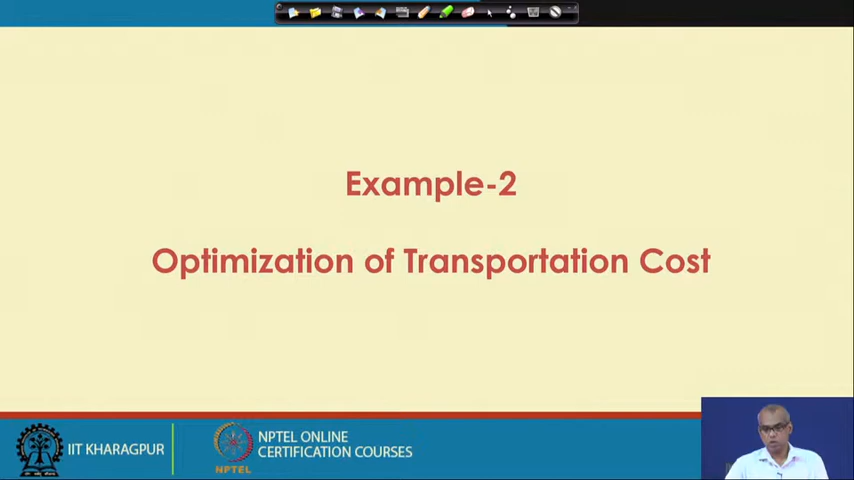 Example-2
Optimization of Transportation Cost
IIT KHARAGPUR
NPTEL
NPTEL ONLINE
CERTIFICATION COURSES